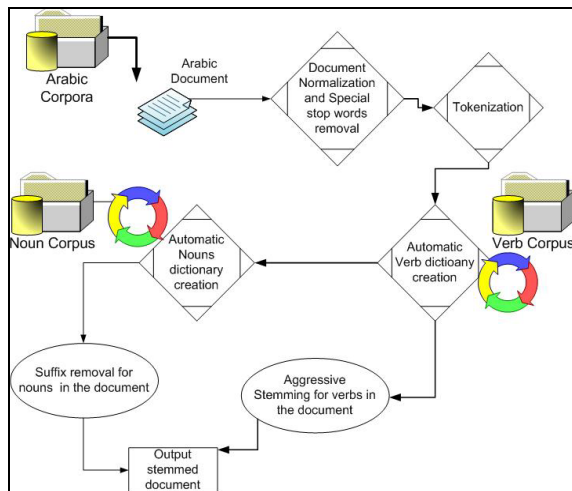 Arabic
Corpora
Arabic
Document
Document
Normalization
and Special
stop words
removal
Tokenization
Noun Corpus
Automatic
Nouns
dictionary
creation
Automatic
Verb dictioany
creation
Verb Corpus
Suffix removal for
nouns in the document
Aggressive
Stemming for verbs in
the document
Output
stemmed
document